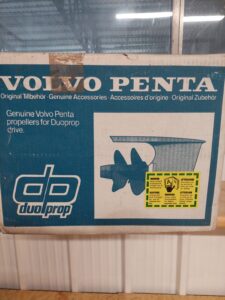 VOLVO PENTA
Original Tillbehör · Genuine Accessories · Accessoires d'origine · Original Zubehör
Genuine Volvo Penta
propellers for Duoprop
drive.
dp
duoprop